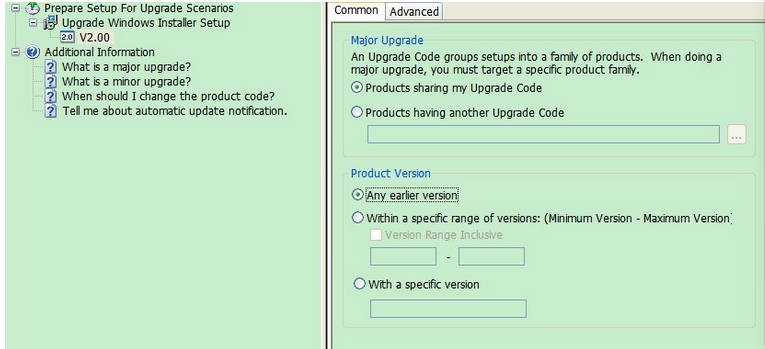 Prepare Setup For Upgrade Scenarios
Upgrade Windows Installer Setup
2.0 V2.00
Additional Information
What is a major upgrade?
What is a minor upgrade?
When should I change the product code?
Tell me about automatic update notification.
Common Advanced
Major Upgrade
An Upgrade Code groups setups into a family of products. When doing a
major upgrade, you must target a specific product family.
Products sharing my Upgrade Code
Products having another Upgrade Code
...
Product Version
Any earlier version
Within a specific range of versions: (Minimum Version - Maximum Version)
Version Range Inclusive
-
With a specific version